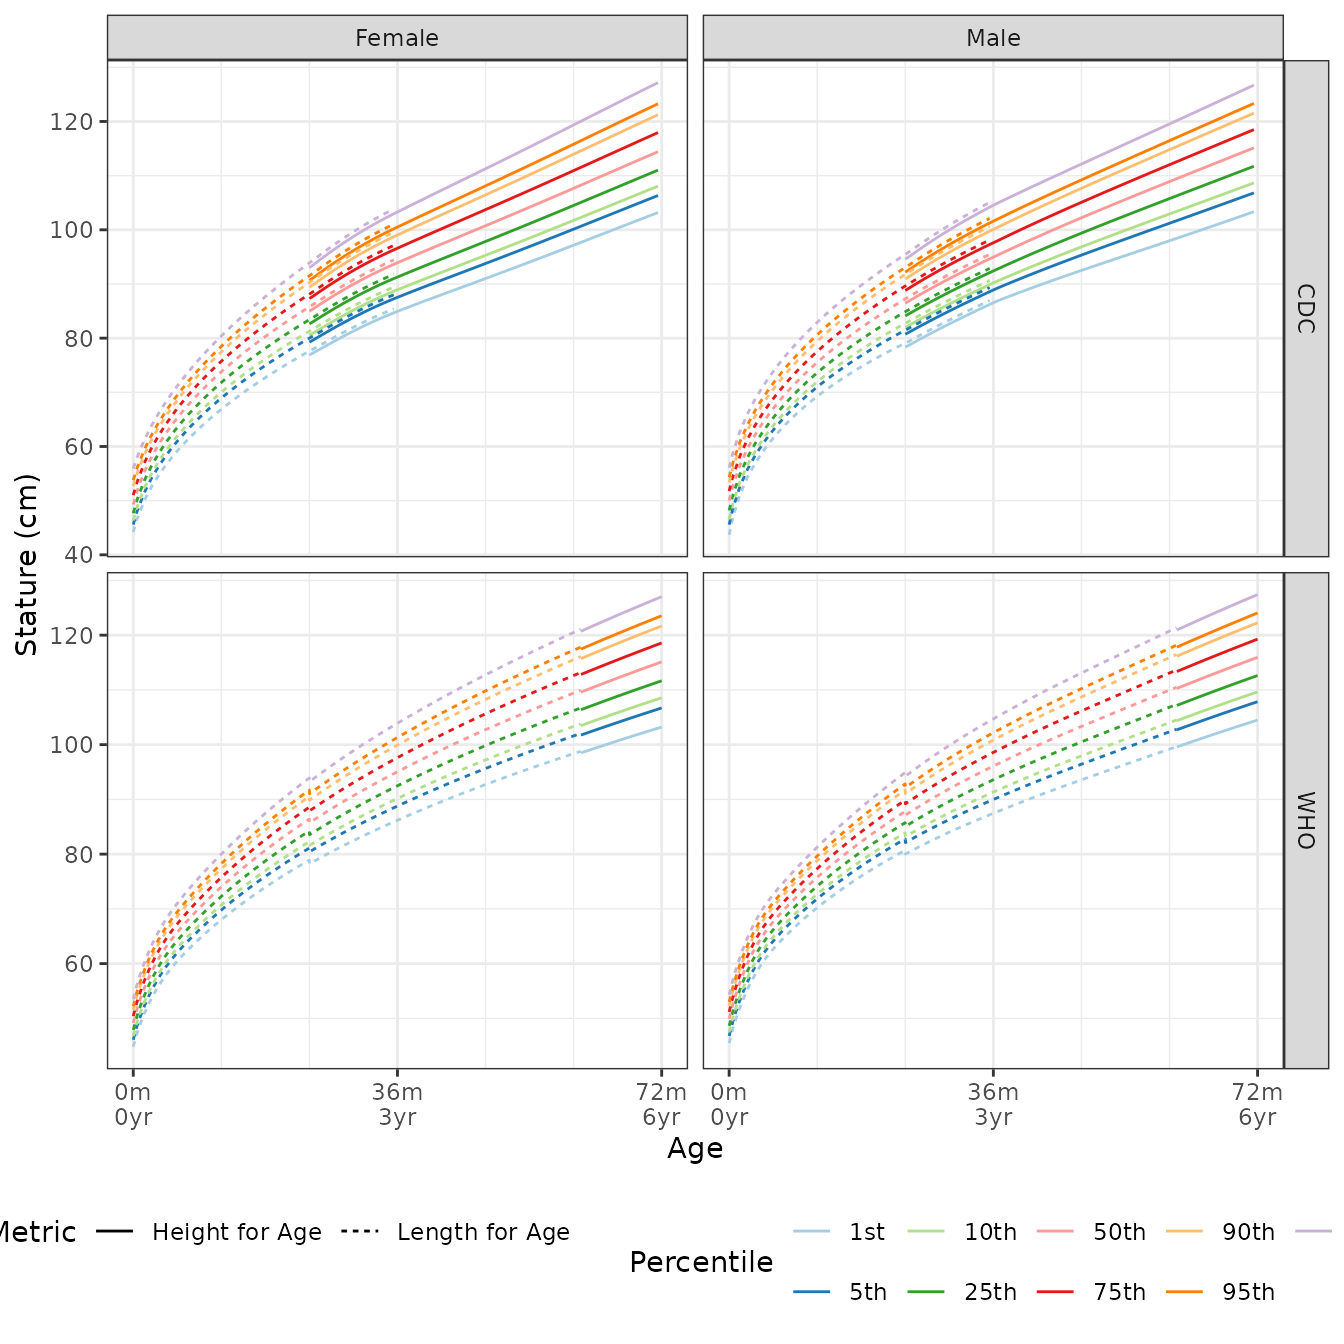 Female
Male
120
100
80
60
40
CDC
120
100
80
60
WHO
Stature (cm)
0m
0yr
36m
3yr
72m
6yr
0m
0yr
36m
3yr
72m
6yr
Age
Metric
Height for Age
Length for Age
Percentile
1st
10th
50th
90th
5th
25th
75th
95th